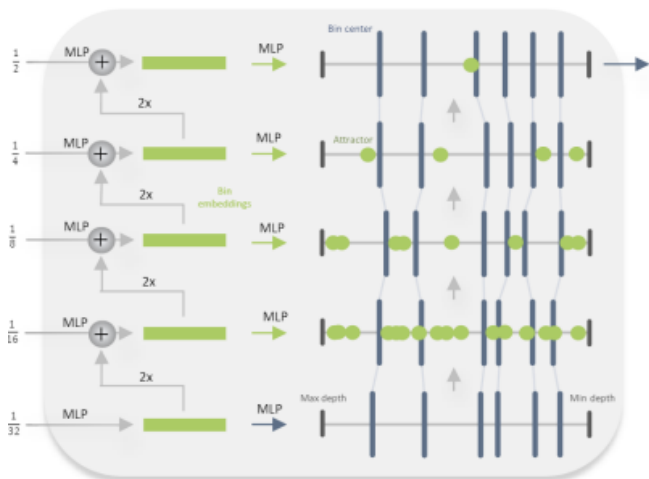 Bin center
1/2
MLP
+
MLP
2x
Attractor
1/4
MLP
+
MLP
2x
Bin
embeddings
1/8
MLP
+
MLP
2x
1/16
MLP
+
MLP
2x
Max depth
Min depth
1/32
MLP
MLP